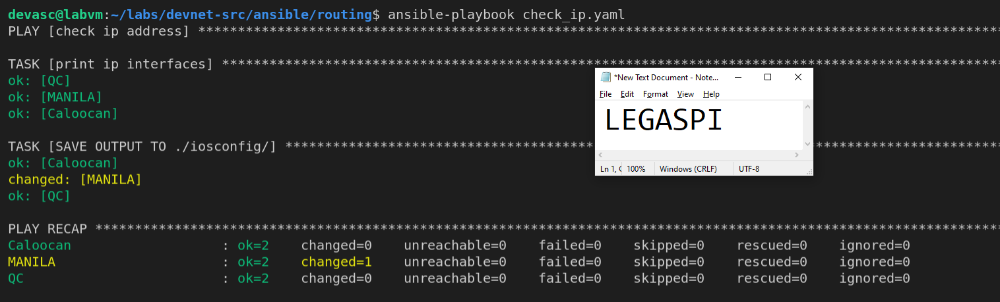 devasc@labvm:~/labs/devnet-src/ansible/routing$ ansible-playbook check_ip.yaml
PLAY [check ip address] *****************************************************************************************************
TASK [print ip interfaces] **************************************************************************************************
ok: [QC]
ok: [MANILA]
ok: [Caloocan]
TASK [SAVE OUTPUT TO ./iosconfig/] ******************************************************************************************
ok: [Caloocan]
changed: [MANILA]
ok: [QC]
PLAY RECAP ******************************************************************************************************************
Caloocan : ok=2 changed=0 unreachable=0 failed=0 skipped=0 rescued=0 ignored=0
MANILA : ok=2 changed=1 unreachable=0 failed=0 skipped=0 rescued=0 ignored=0
QC : ok=2 changed=0 unreachable=0 failed=0 skipped=0 rescued=0 ignored=0
*New Text Document - Note...
File Edit Format View Help
LEGASPI
Ln 1, C 100% Windows (CRLF) UTF-8